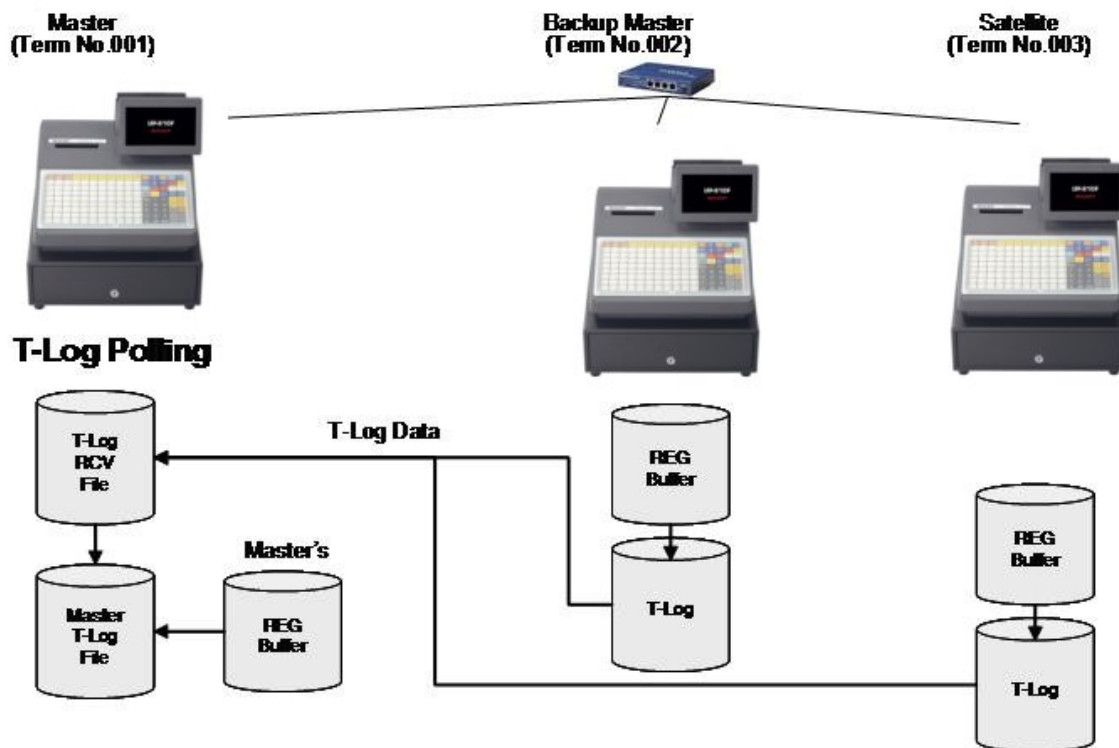 Master
(Term No.001)
Backup Master
(Term No.002)
Satellite
(Term No.003)
T-Log Polling
T-Log
RCV
File
T-Log Data
REG
Buffer
REG
Buffer
Master's
Master
T-Log
File
REG
Buffer
T-Log
T-Log